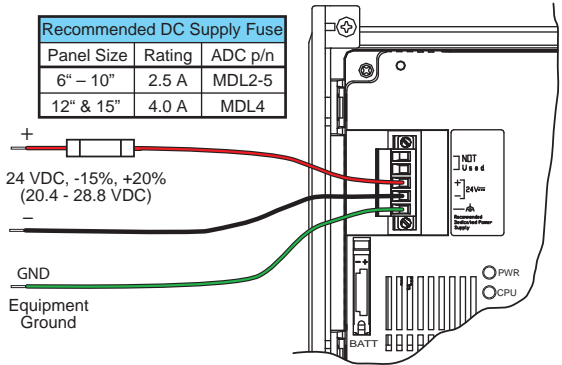 Recommended DC Supply Fuse
Panel Size Rating ADC p/n
6“ – 10” 2.5 A MDL2-5
12“ & 15” 4.0 A MDL4
+
24 VDC, -15%, +20%
(20.4 - 28.8 VDC)
–
GND
Equipment
Ground
NOT
Used
+
24V
–
Recommended
Dedicated Power
Supply
– +
BATT
PWR
CPU